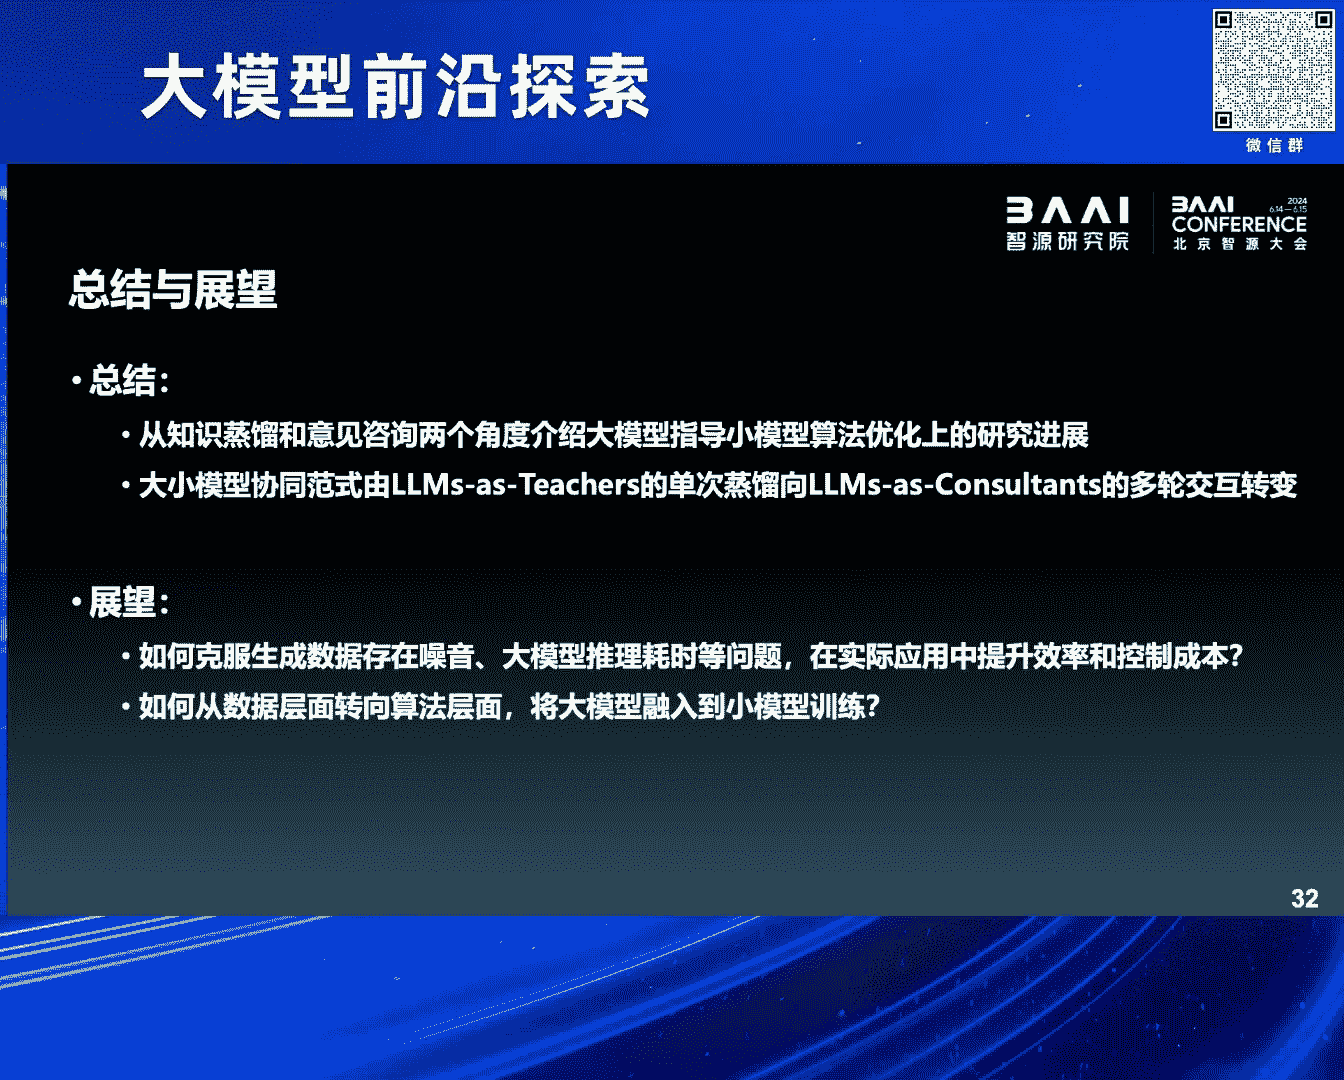 大模型前沿探索
微信群
BAAI
智源研究院
BAAI 2024
6.14—6.15
CONFERENCE
北京智源大会
总结与展望
• 总结：
• 从知识蒸馏和意见咨询两个角度介绍大模型指导小模型算法优化上的研究进展
• 大小模型协同范式由LLMs-as-Teachers的单次蒸馏向LLMs-as-Consultants的多轮交互转变
• 展望：
• 如何克服生成数据存在噪音、大模型推理耗时等问题，在实际应用中提升效率和控制成本？
• 如何从数据层面转向算法层面，将大模型融入到小模型训练？
32